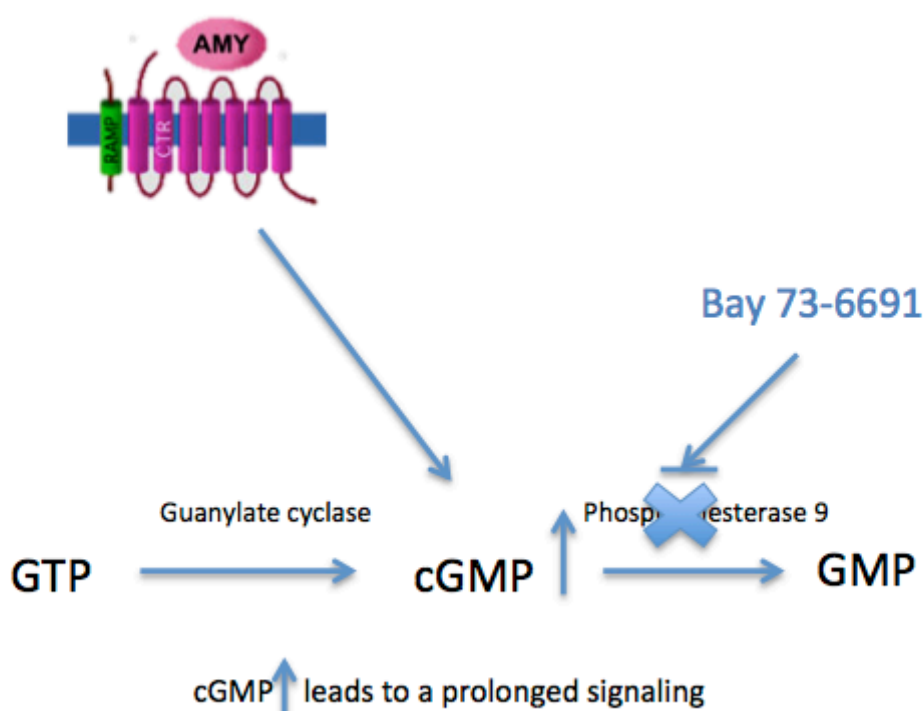 AMY
RAMP
CTR
Bay 73-6691
Guanylate cyclase
Phosp esterase 9
GTP
cGMP
GMP
cGMP leads to a prolonged signaling